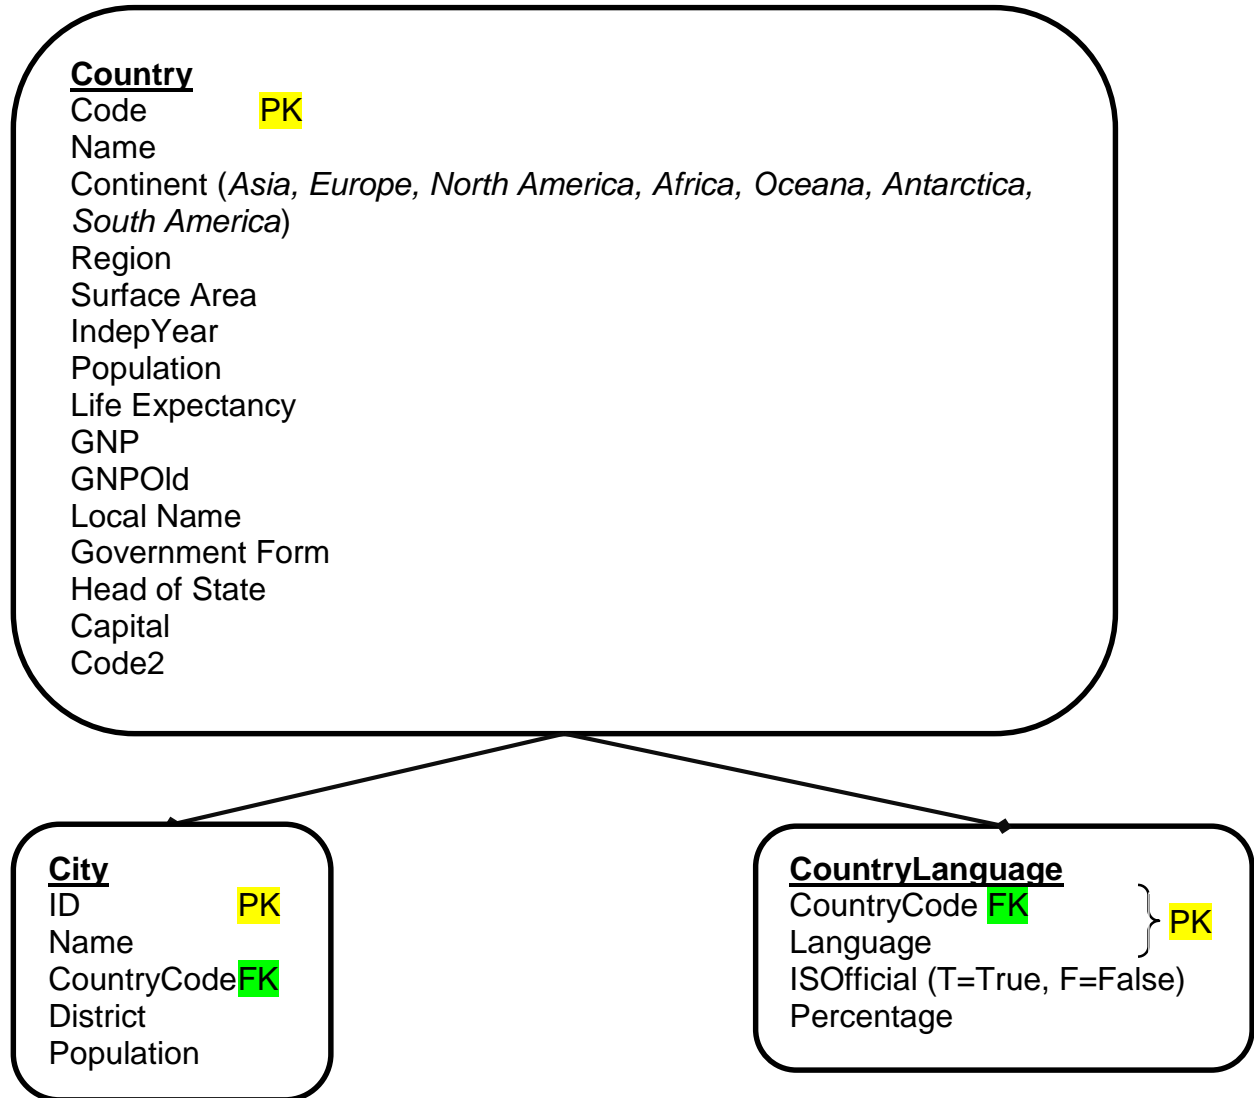 Country
Code PK
Name
Continent (Asia, Europe, North America, Africa, Oceana, Antarctica,
South America)
Region
Surface Area
IndepYear
Population
Life Expectancy
GNP
GNPOld
Local Name
Government Form
Head of State
Capital
Code2
City
ID PK
Name
CountryCode FK
District
Population
CountryLanguage
CountryCode FK
Language
PK
ISOfficial (T=True, F=False)
Percentage